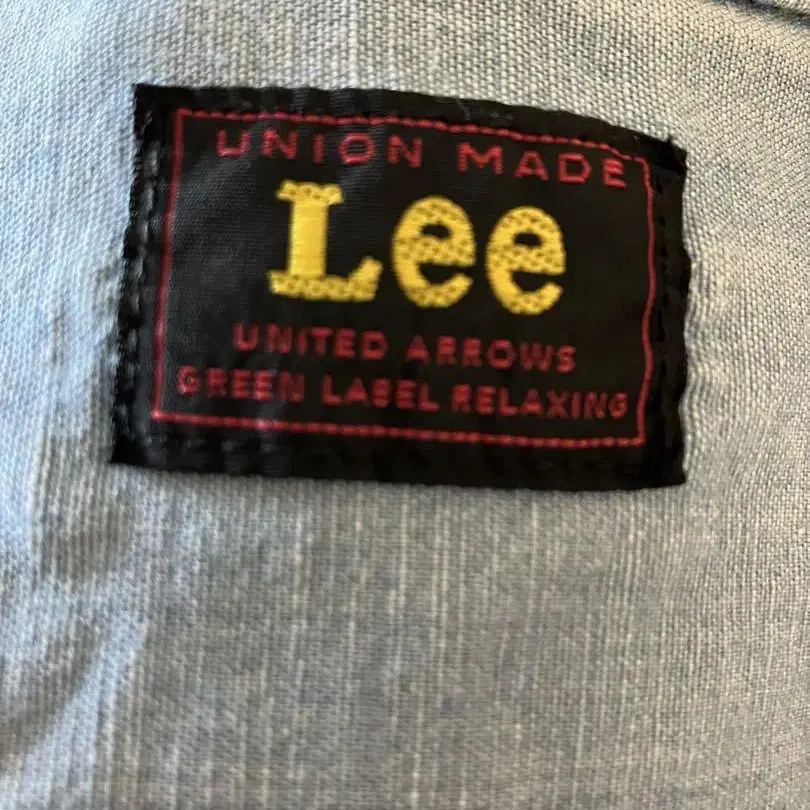 UNION MADE
Lee
UNITED ARROWS
GREEN LABEL RELAXING